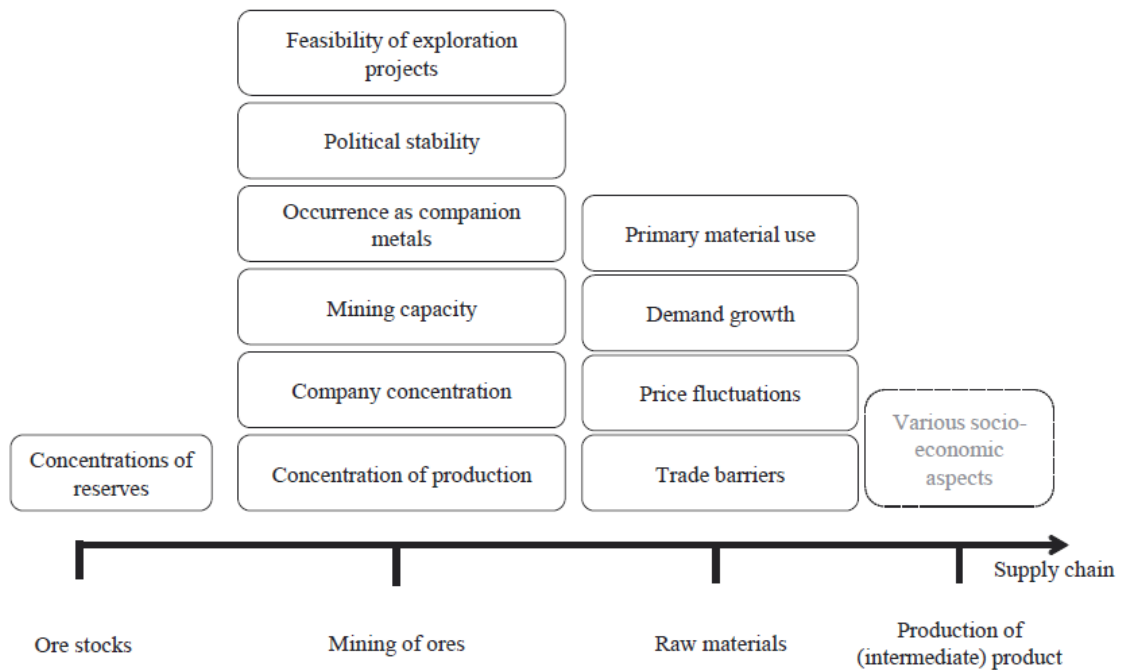 Feasibility of exploration
projects
Political stability
Occurrence as companion
metals
Mining capacity
Company concentration
Concentration of production
Primary material use
Demand growth
Price fluctuations
Trade barriers
Various socio-
economic
aspects
Concentrations of
reserves
Supply chain
Ore stocks
Mining of ores
Raw materials
Production of
(intermediate) product